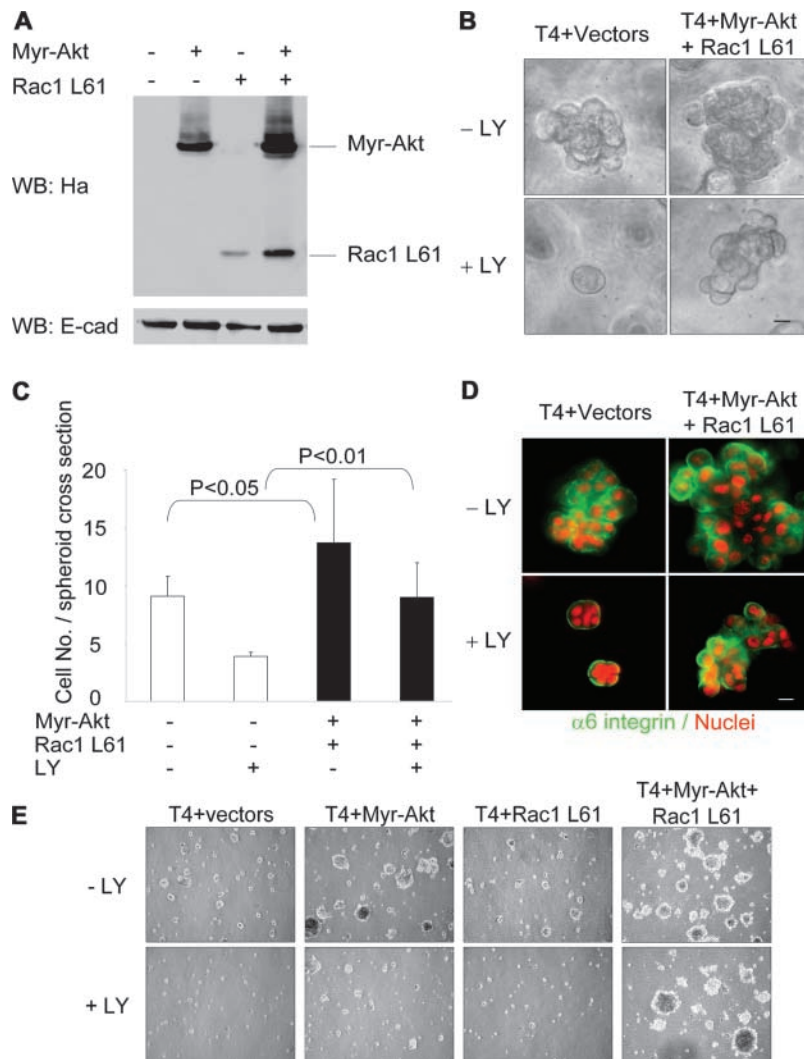 A
Myr-Akt - + - +
Rac1 L61 - - + +
WB: Ha
Myr-Akt
Rac1 L61
WB: E-cad
B
T4+Vectors
T4+Myr-Akt
+ Rac1 L61
– LY
+ LY
C
Cell No. / spheroid cross section
20
15
10
5
0
P<0.05
P<0.01
Myr-Akt - - + +
Rac1 L61 - - + +
LY - + - +
D
T4+Vectors
T4+Myr-Akt
+ Rac1 L61
– LY
+ LY
α6 integrin / Nuclei
E
T4+vectors
T4+Myr-Akt
T4+Rac1 L61
T4+Myr-Akt+
Rac1 L61
- LY
+ LY